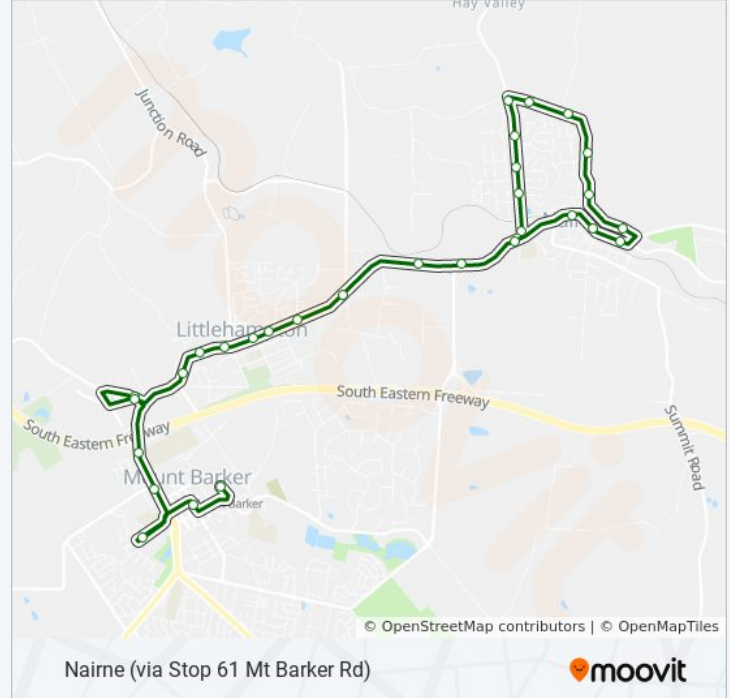 Hay Valley
Junction Road
Littlehampton
South Eastern Freeway
South Eastern Freeway
Summit Road
Mount Barker
Barker
© OpenStreetMap contributors | © OpenMapTiles
Nairne (via Stop 61 Mt Barker Rd)
moovit